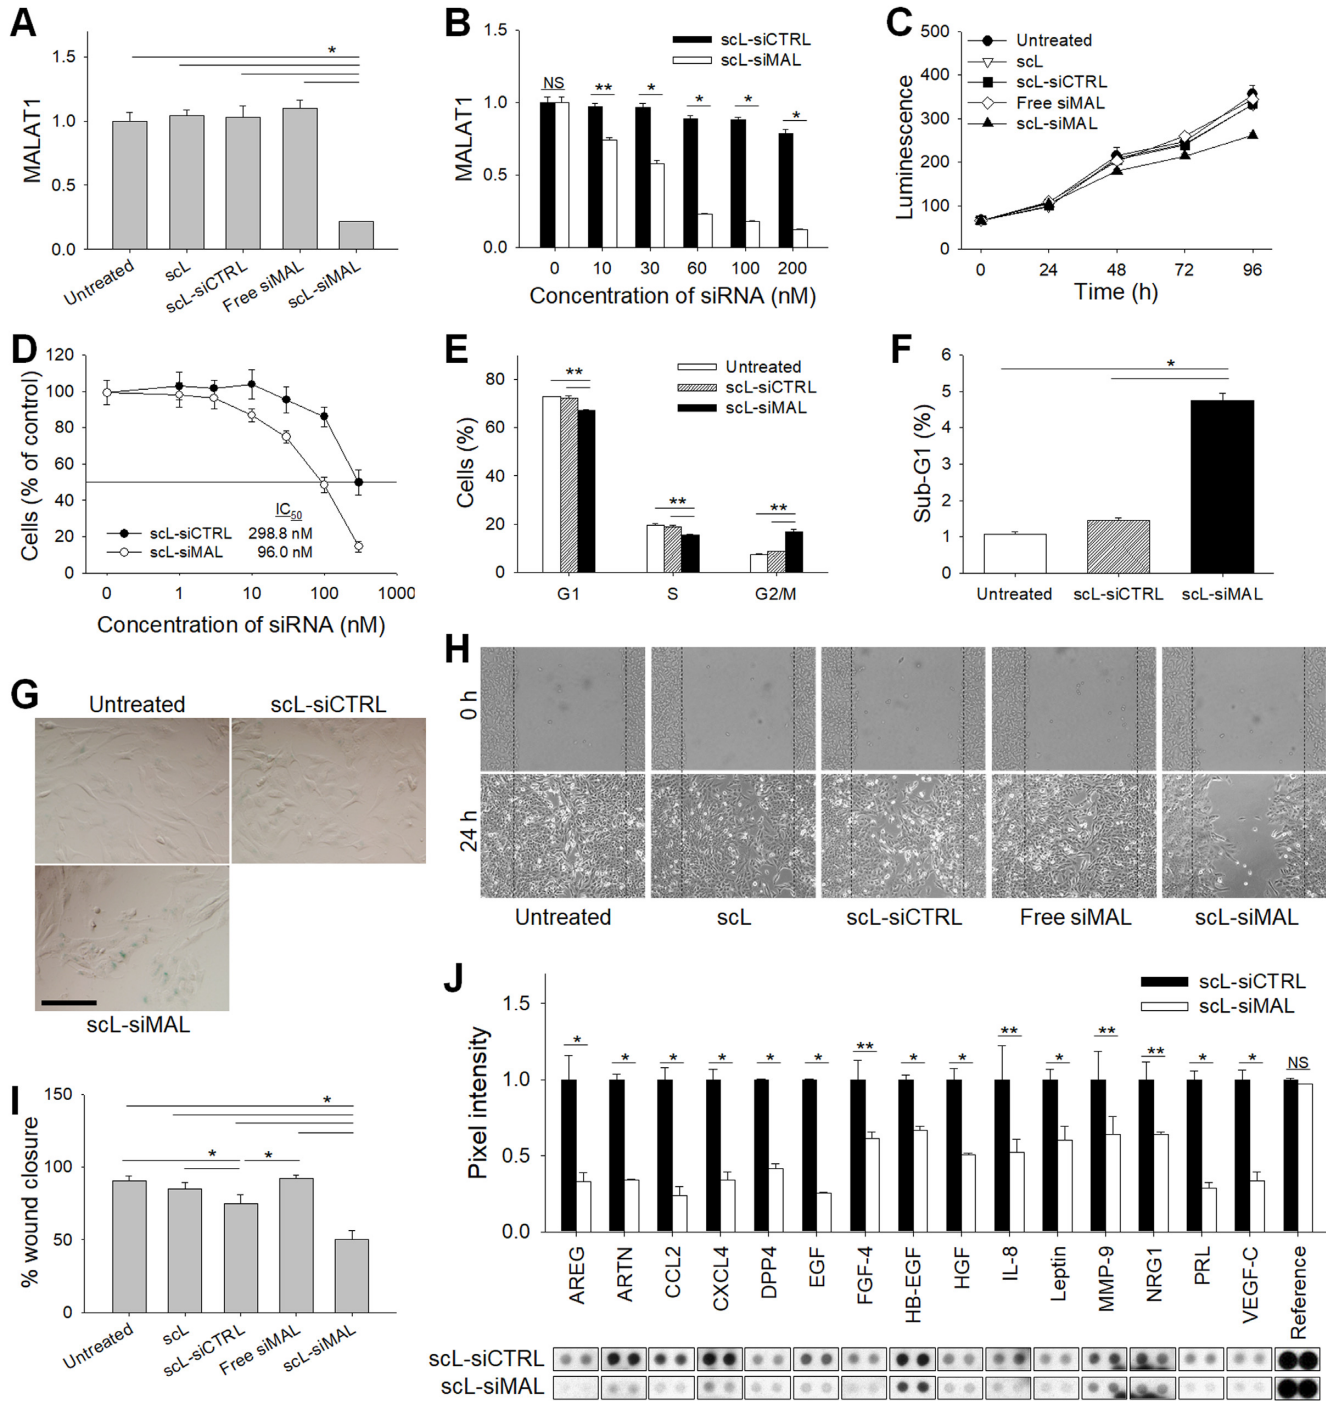 A
MALAT1
1.5
1.0
0.5
0.0
*
Untreated
scL
scL-siCTRL
Free siMAL
scL-siMAL
B
MALAT1
1.5
1.0
0.5
0.0
scL-siCTRL
scL-siMAL
NS
**
*
*
*
*
0 10 30 60 100 200
Concentration of siRNA (nM)
C
Luminescence
500
400
300
200
100
0
Untreated
scL
scL-siCTRL
Free siMAL
scL-siMAL
0 24 48 72 96
Time (h)
D
Cells (% of control)
120
100
80
60
40
20
0
IC50
scL-siCTRL 298.8 nM
scL-siMAL 96.0 nM
0 1 10 100 1000
Concentration of siRNA (nM)
E
Cells (%)
80
60
40
20
0
Untreated
scL-siCTRL
scL-siMAL
**
**
**
G1 S G2/M
F
Sub-G1 (%)
6
5
4
3
2
1
0
*
Untreated scL-siCTRL scL-siMAL
G
Untreated scL-siCTRL
scL-siMAL
H
0 h
24 h
Untreated scL scL-siCTRL Free siMAL scL-siMAL
I
% wound closure
150
100
50
0
*
*
*
Untreated
scL
scL-siCTRL
Free siMAL
scL-siMAL
J
Pixel intensity
1.5
1.0
0.5
0.0
scL-siCTRL
scL-siMAL
*
*
*
*
*
*
**
*
*
**
*
**
**
*
*
NS
AREG
ARTN
CCL2
CXCL4
DPP4
EGF
FGF-4
HB-EGF
HGF
IL-8
Leptin
MMP-9
NRG1
PRL
VEGF-C
Reference
scL-siCTRL
scL-siMAL